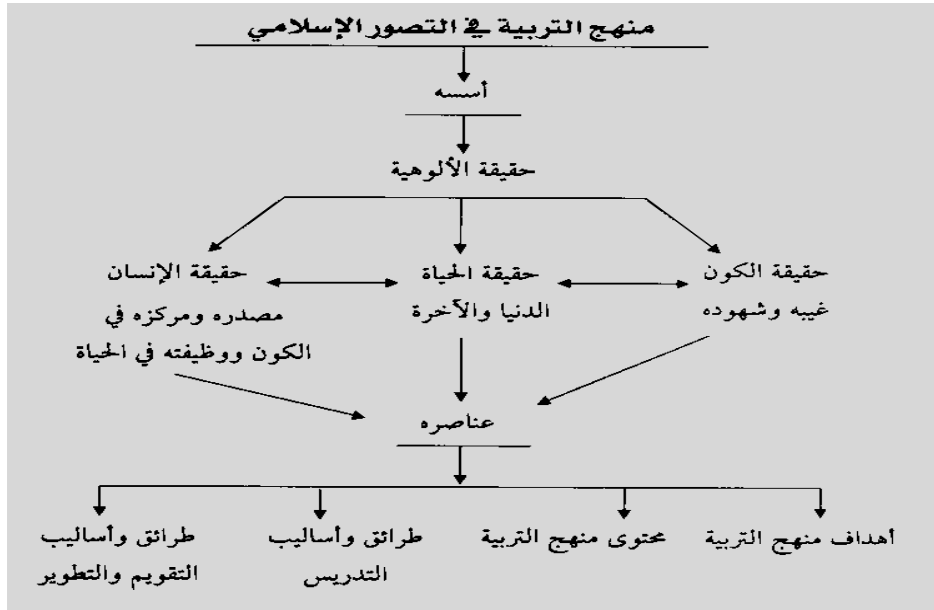 منهج التربية في التصور الإسلامي
أسسه
حقيقة الألوهية
حقيقة الكون
غيبه وشهوده
حقيقة الحياة
الدنيا والآخرة
حقيقة الإنسان
مصدره ومركزه في
الكون ووظيفته في الحياة
عناصره
أهداف منهج التربية
محتوى منهج التربية
طرائق وأساليب
التدريس
طرائق وأساليب
التقويم والتطوير